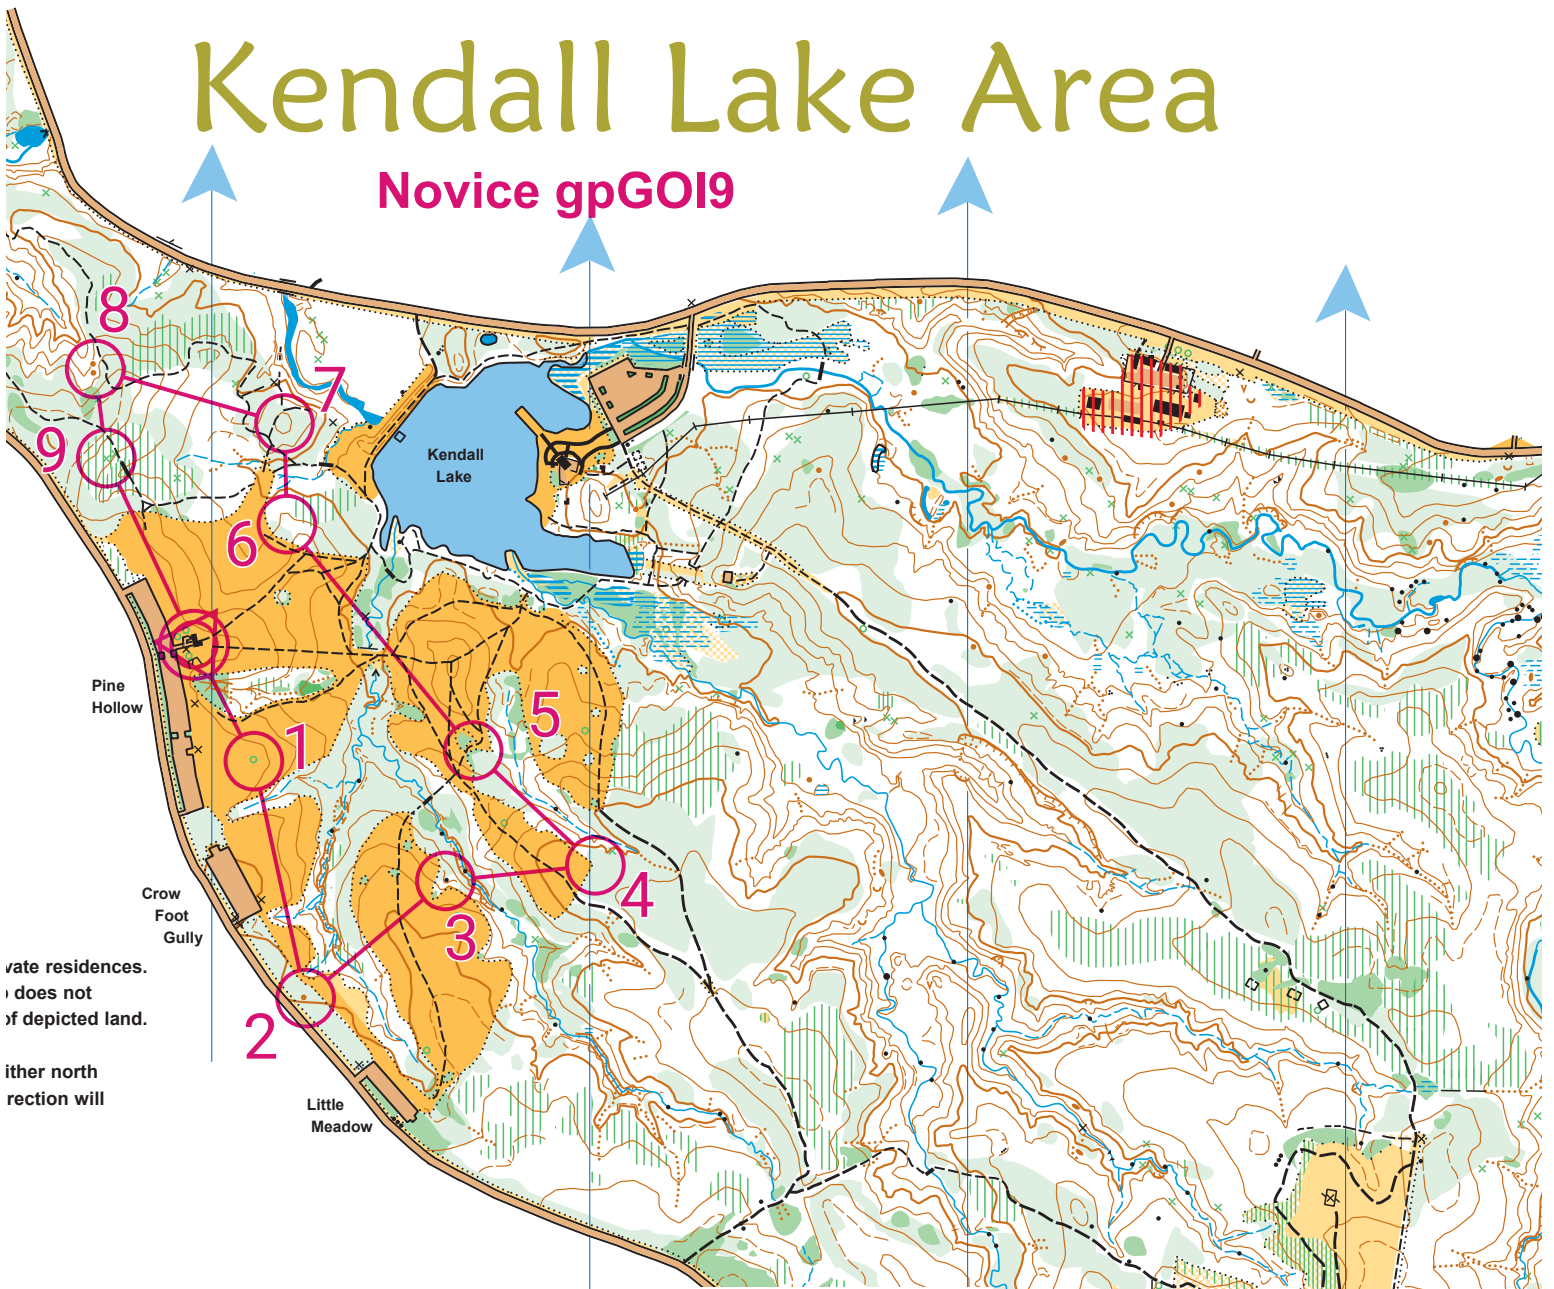 Kendall Lake Area
Novice gpGOI9
8
7
9
Kendall
Lake
6
5
Pine
Hollow
1
Crow
Foot
Gully
4
3
vate residences.
does not
of depicted land.
2
ither north
rection will
Little
Meadow